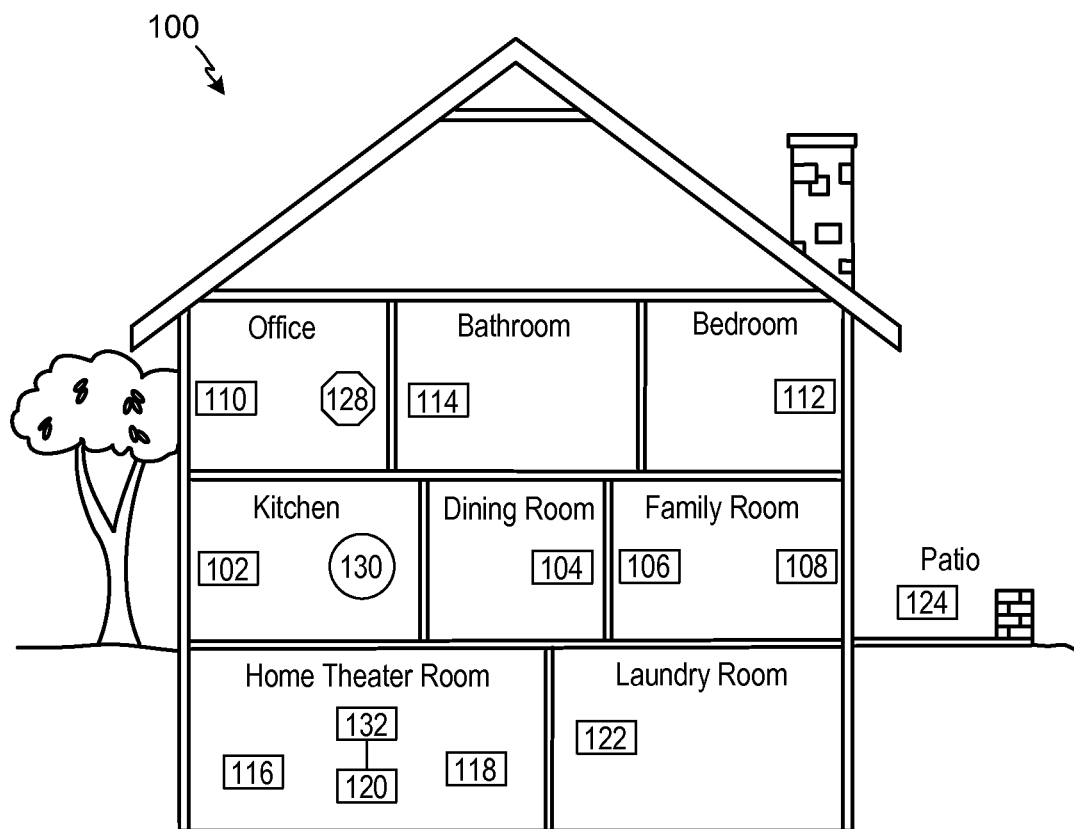 100
Office
Bathroom
Bedroom
110
128
114
112
Kitchen
Dining Room
Family Room
102
130
104
106
108
Patio
124
Home Theater Room
Laundry Room
132
122
116
120
118